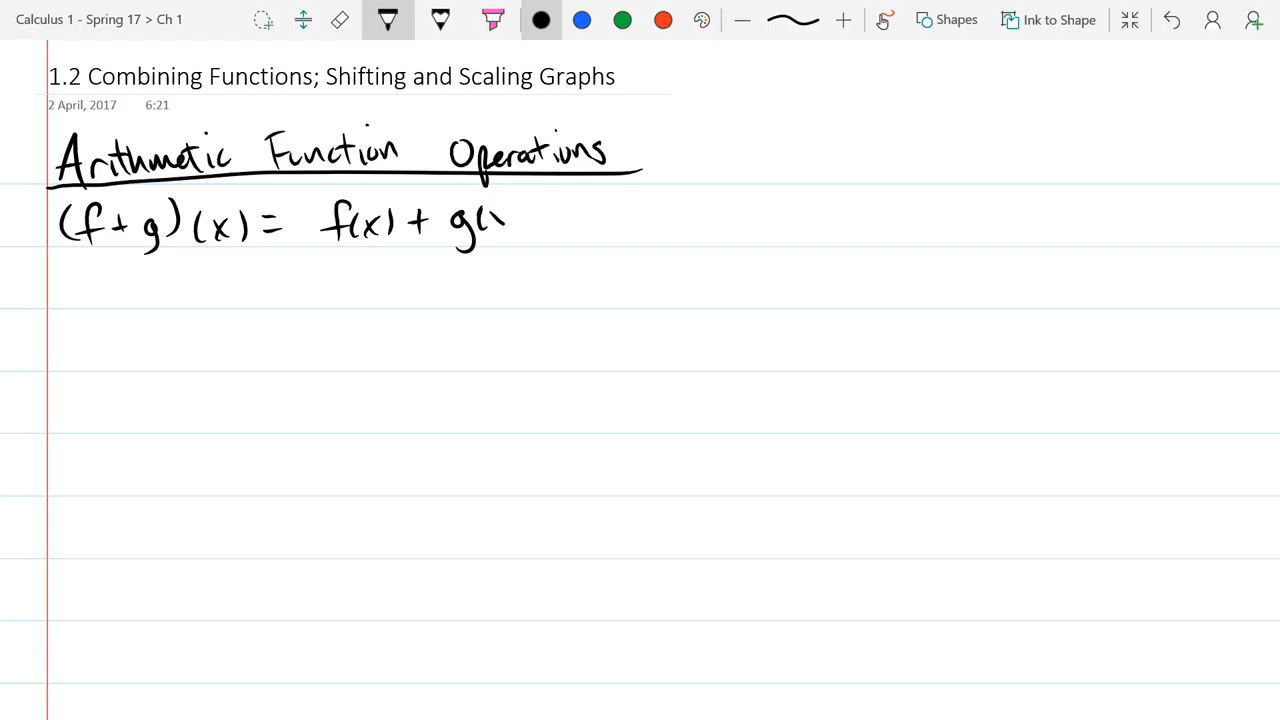 Calculus 1 - Spring 17 > Ch 1 Shapes Ink to Shape
1.2 Combining Functions; Shifting and Scaling Graphs
2 April, 2017 6:21
Arithmetic Function Operations
(f + g)(x) = f(x) + g(